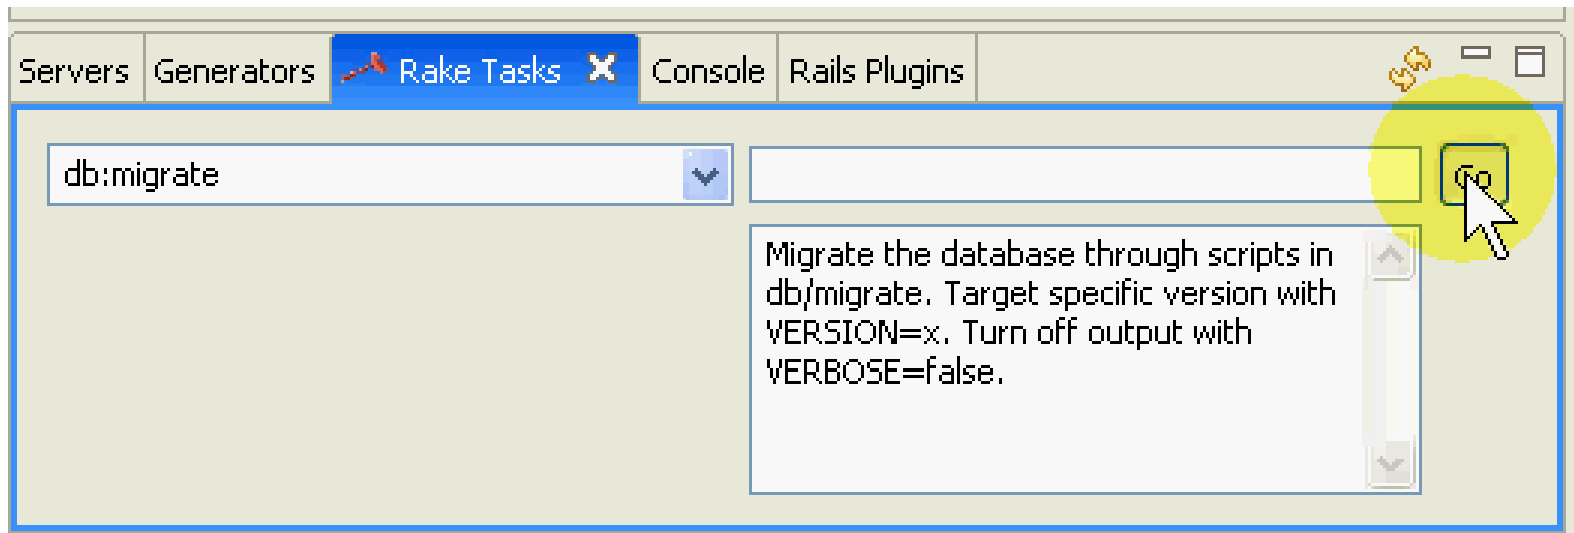 Servers Generators Rake Tasks Console Rails Plugins
db:migrate
Go
Migrate the database through scripts in
db/migrate. Target specific version with
VERSION=x. Turn off output with
VERBOSE=false.